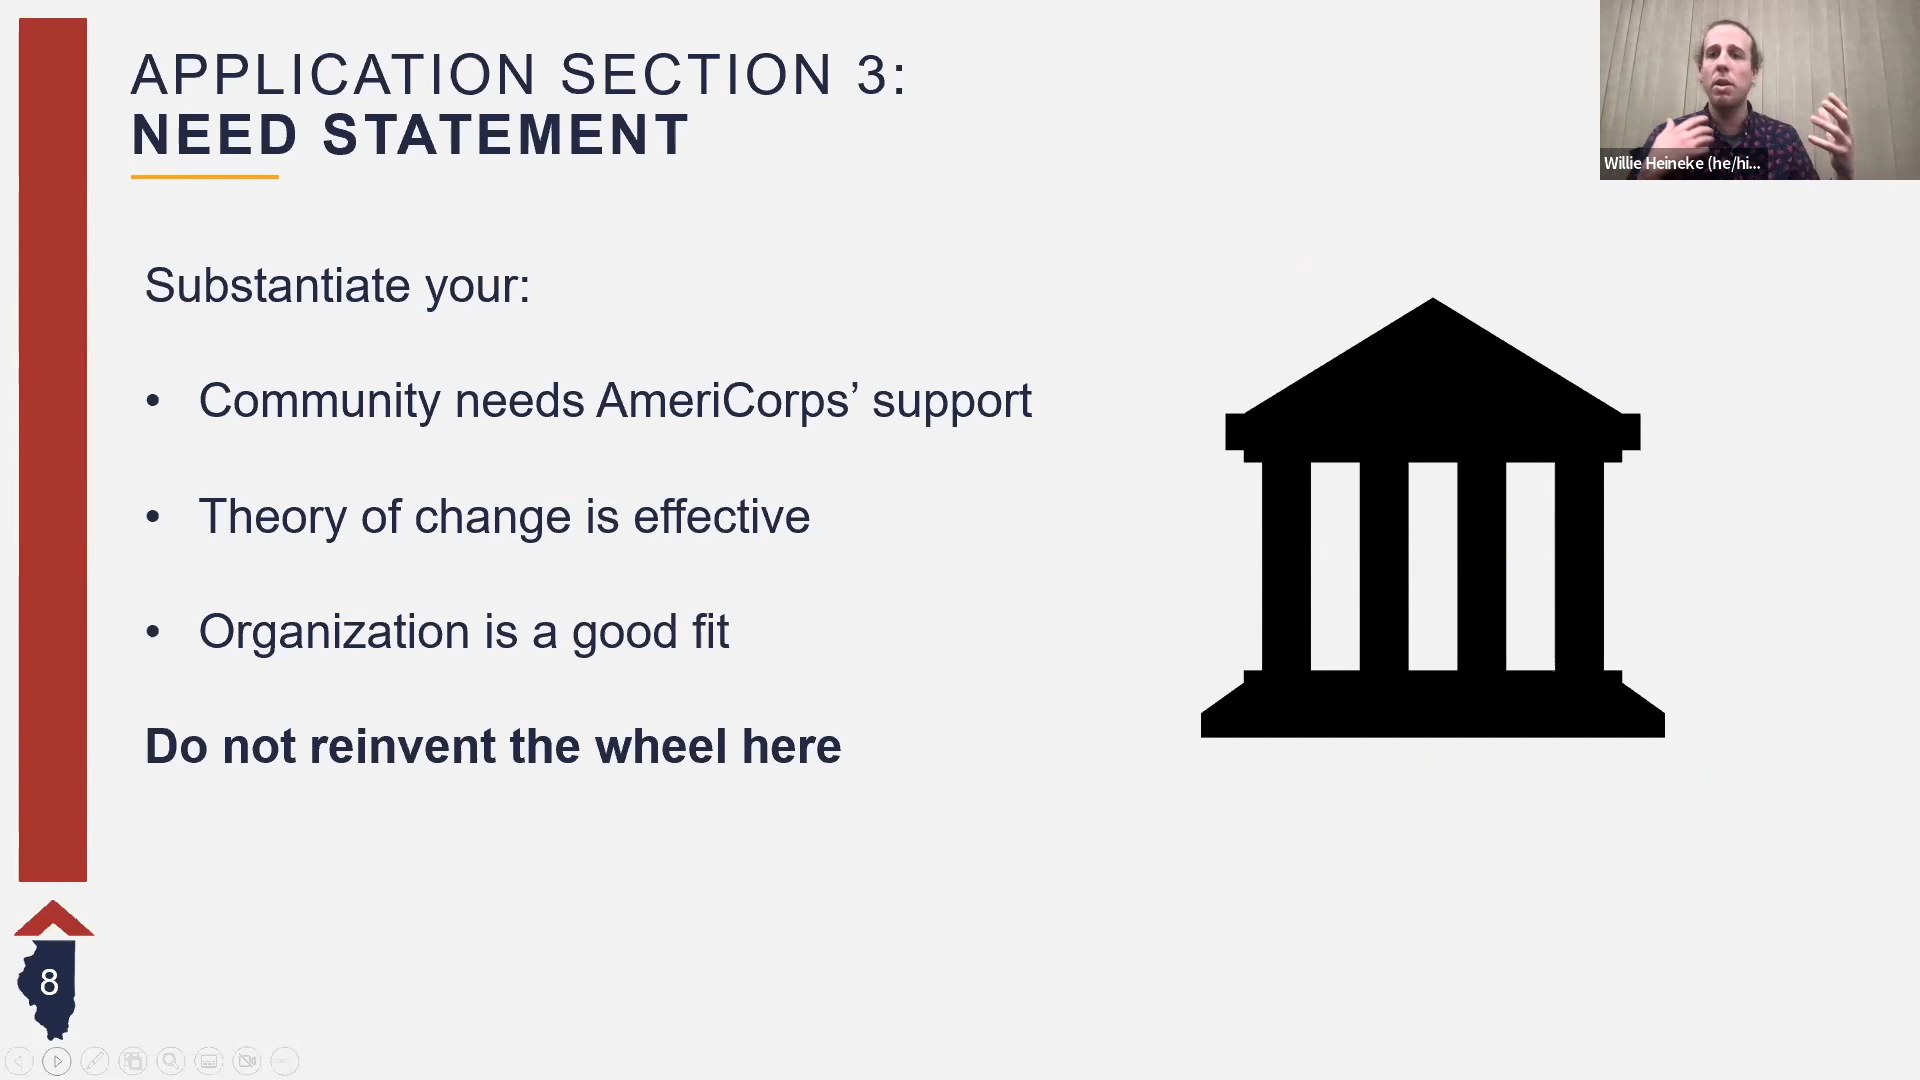 APPLICATION SECTION 3:
NEED STATEMENT
Willie Heineke (he/hi...
Substantiate your:
• Community needs AmeriCorps’ support
• Theory of change is effective
• Organization is a good fit
Do not reinvent the wheel here
8